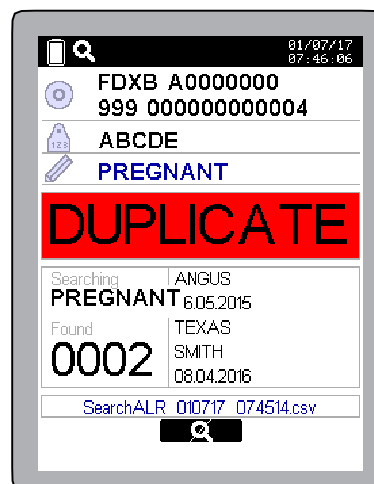 01/07/17
07:46:06
FDXB A0000000
999 000000000004
123
ABCDE
PREGNANT
DUPLICATE
Searching
PREGNANT
ANGUS
6.05.2015
Found
0002
TEXAS
SMITH
08.04.2016
SearchALR_010717_074514.csv